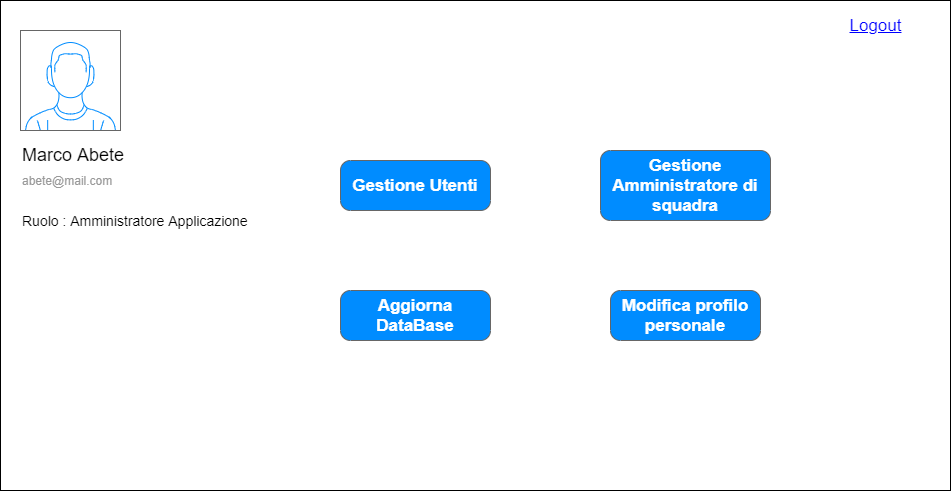 Logout
Marco Abete
abete@mail.com
Ruolo : Amministratore Applicazione
Gestione Utenti
Gestione
Amministratore di
squadra
Aggiorna
DataBase
Modifica profilo
personale